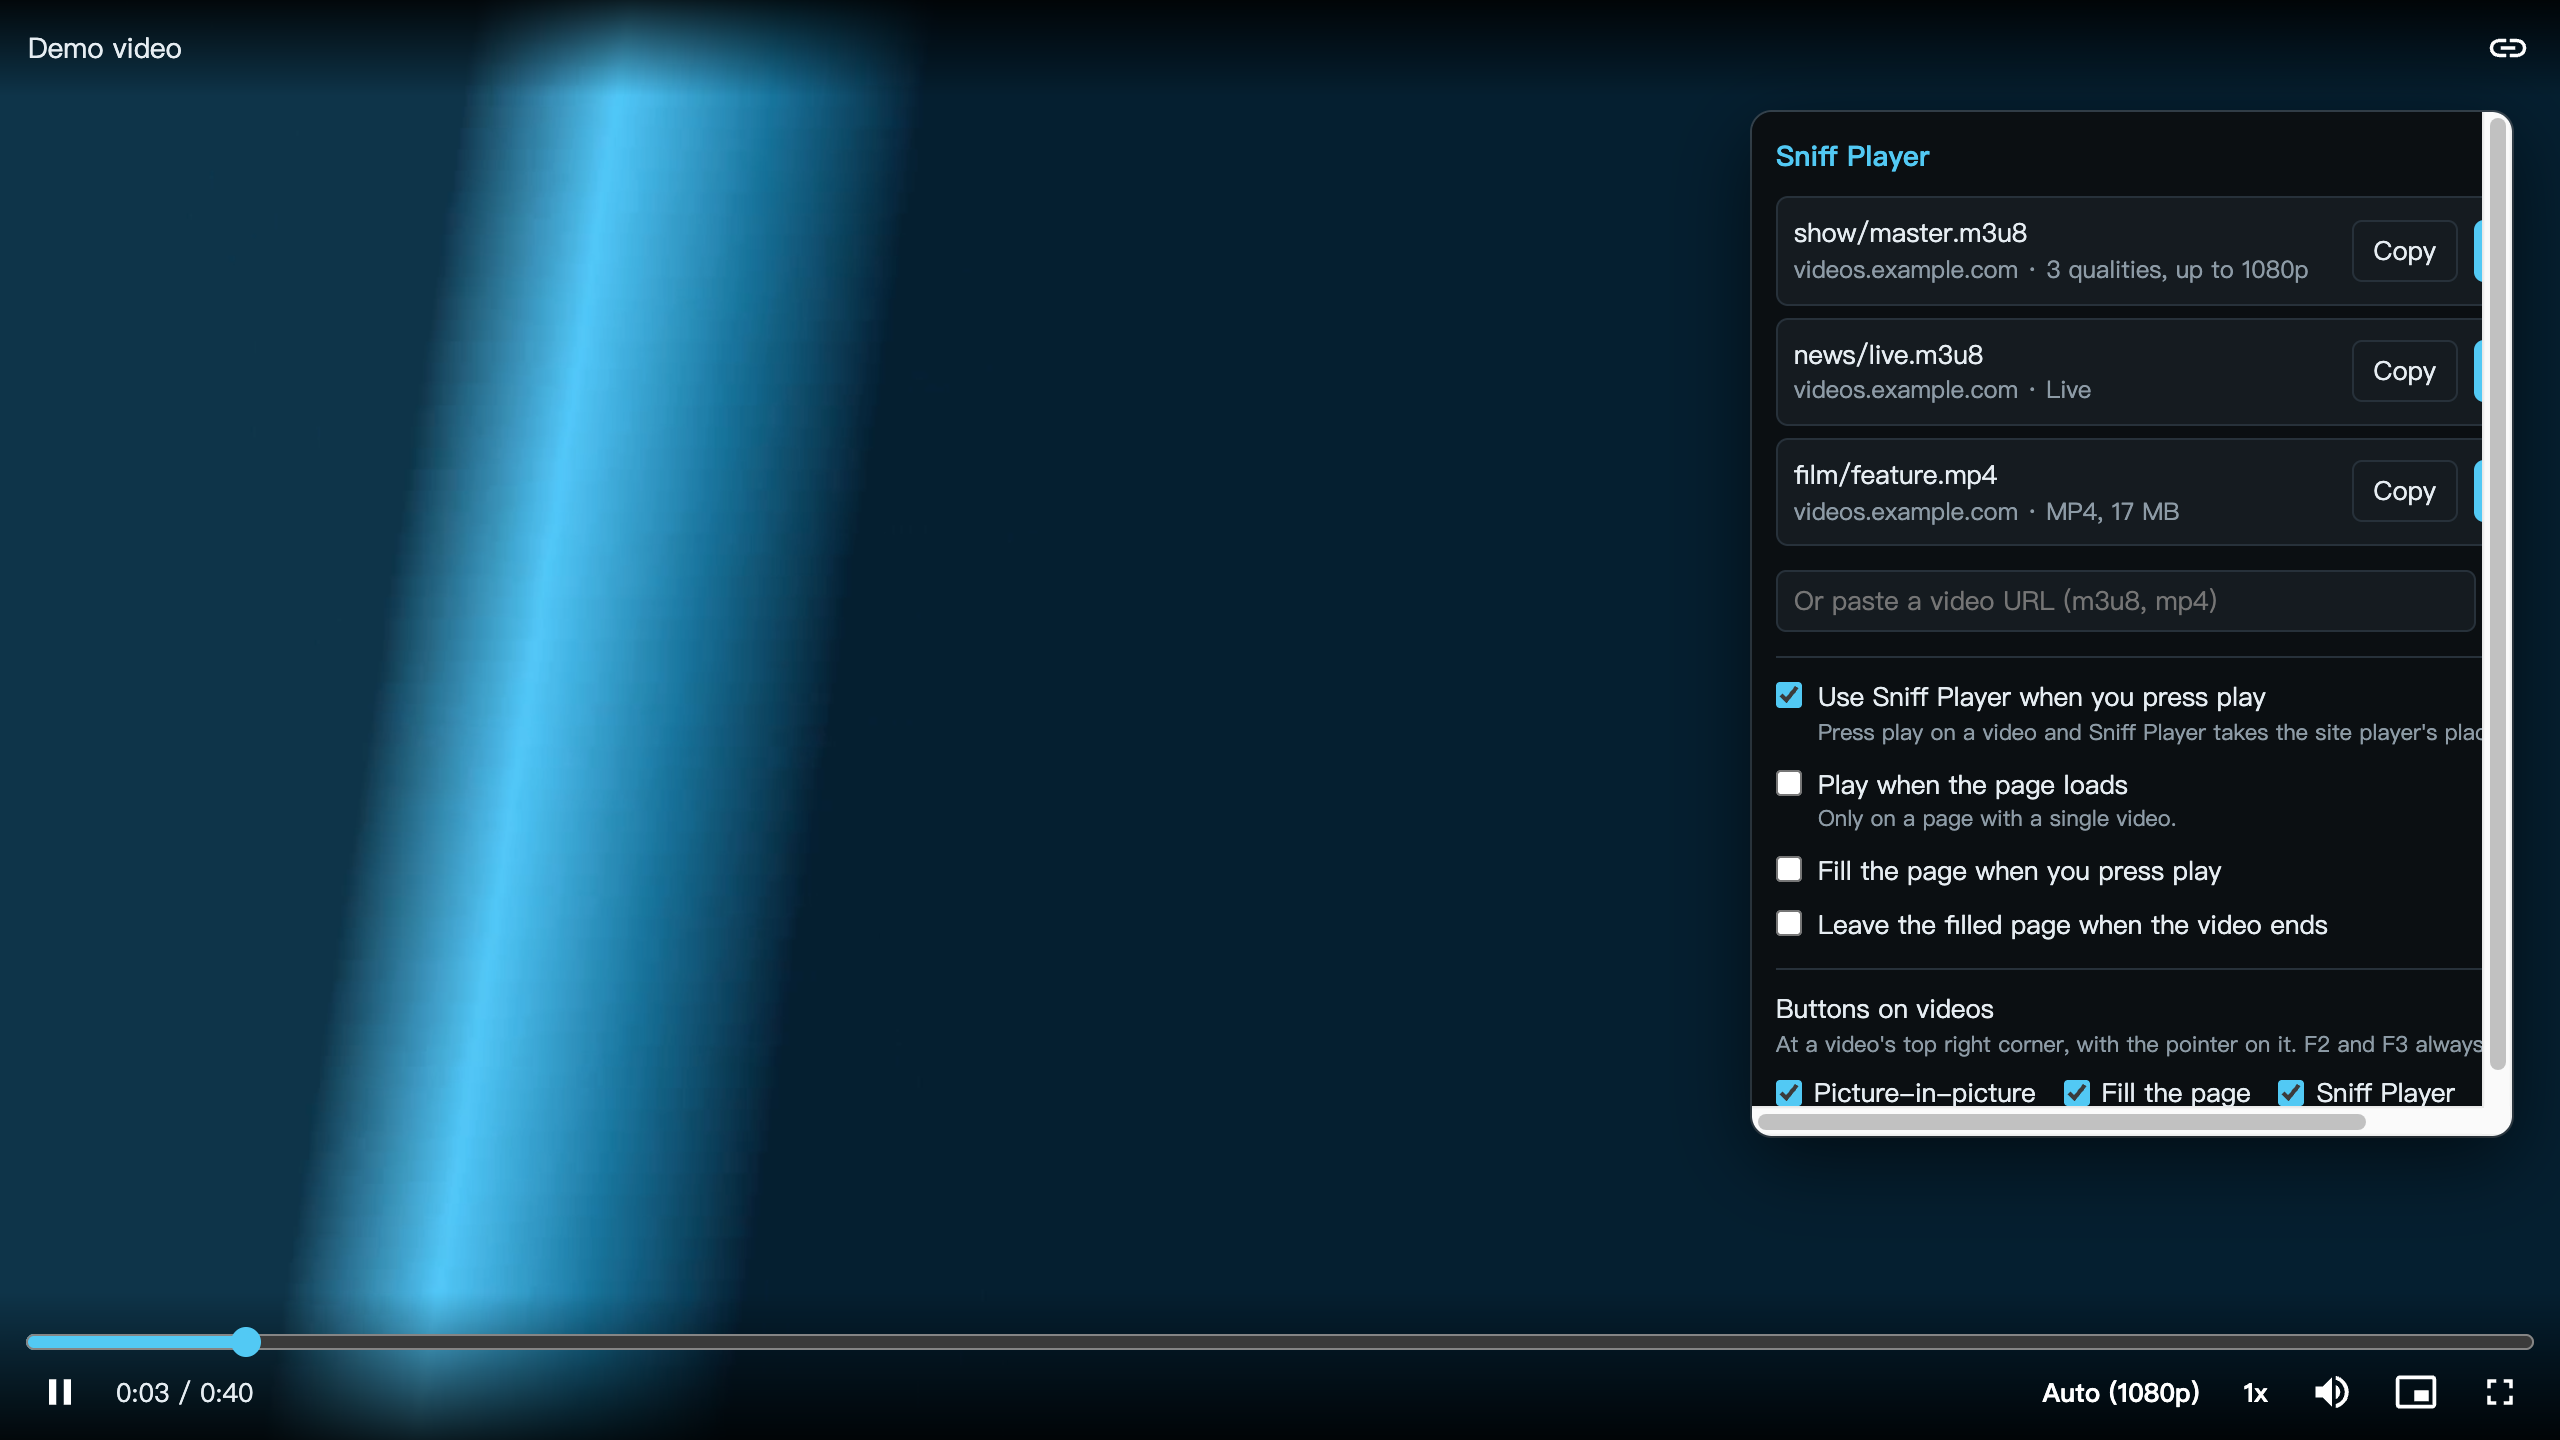 Demo video
Sniff Player
show/master.m3u8
videos.example.com · 3 qualities, up to 1080p
Copy
news/live.m3u8
videos.example.com · Live
Copy
film/feature.mp4
videos.example.com · MP4, 17 MB
Copy
Or paste a video URL (m3u8, mp4)
Use Sniff Player when you press play
Press play on a video and Sniff Player takes the site player's
Play when the page loads
Only on a page with a single video.
Fill the page when you press play
Leave the filled page when the video ends
Buttons on videos
At a video's top right corner, with the pointer on it. F2 and F3 always
Picture-in-picture Fill the page Sniff Player
0:03 / 0:40
Auto (1080p) 1x